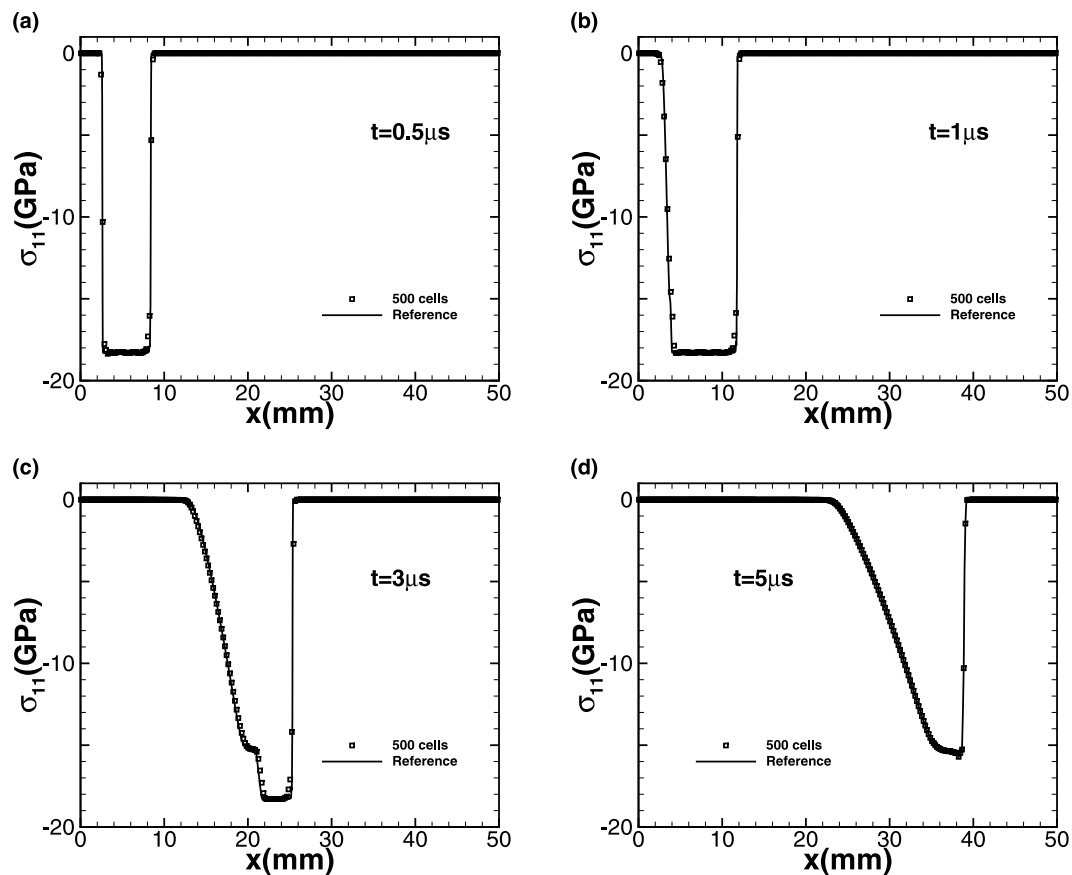 (a)
0
-10
-20
σ11(GPa)
t=0.5μs
500 cells
Reference
0 10 20 30 40 50
x(mm)
(b)
0
-10
-20
σ11(GPa)
t=1μs
500 cells
Reference
0 10 20 30 40 50
x(mm)
(c)
0
-10
-20
σ11(GPa)
t=3μs
500 cells
Reference
0 10 20 30 40 50
x(mm)
(d)
0
-10
-20
σ11(GPa)
t=5μs
500 cells
Reference
0 10 20 30 40 50
x(mm)